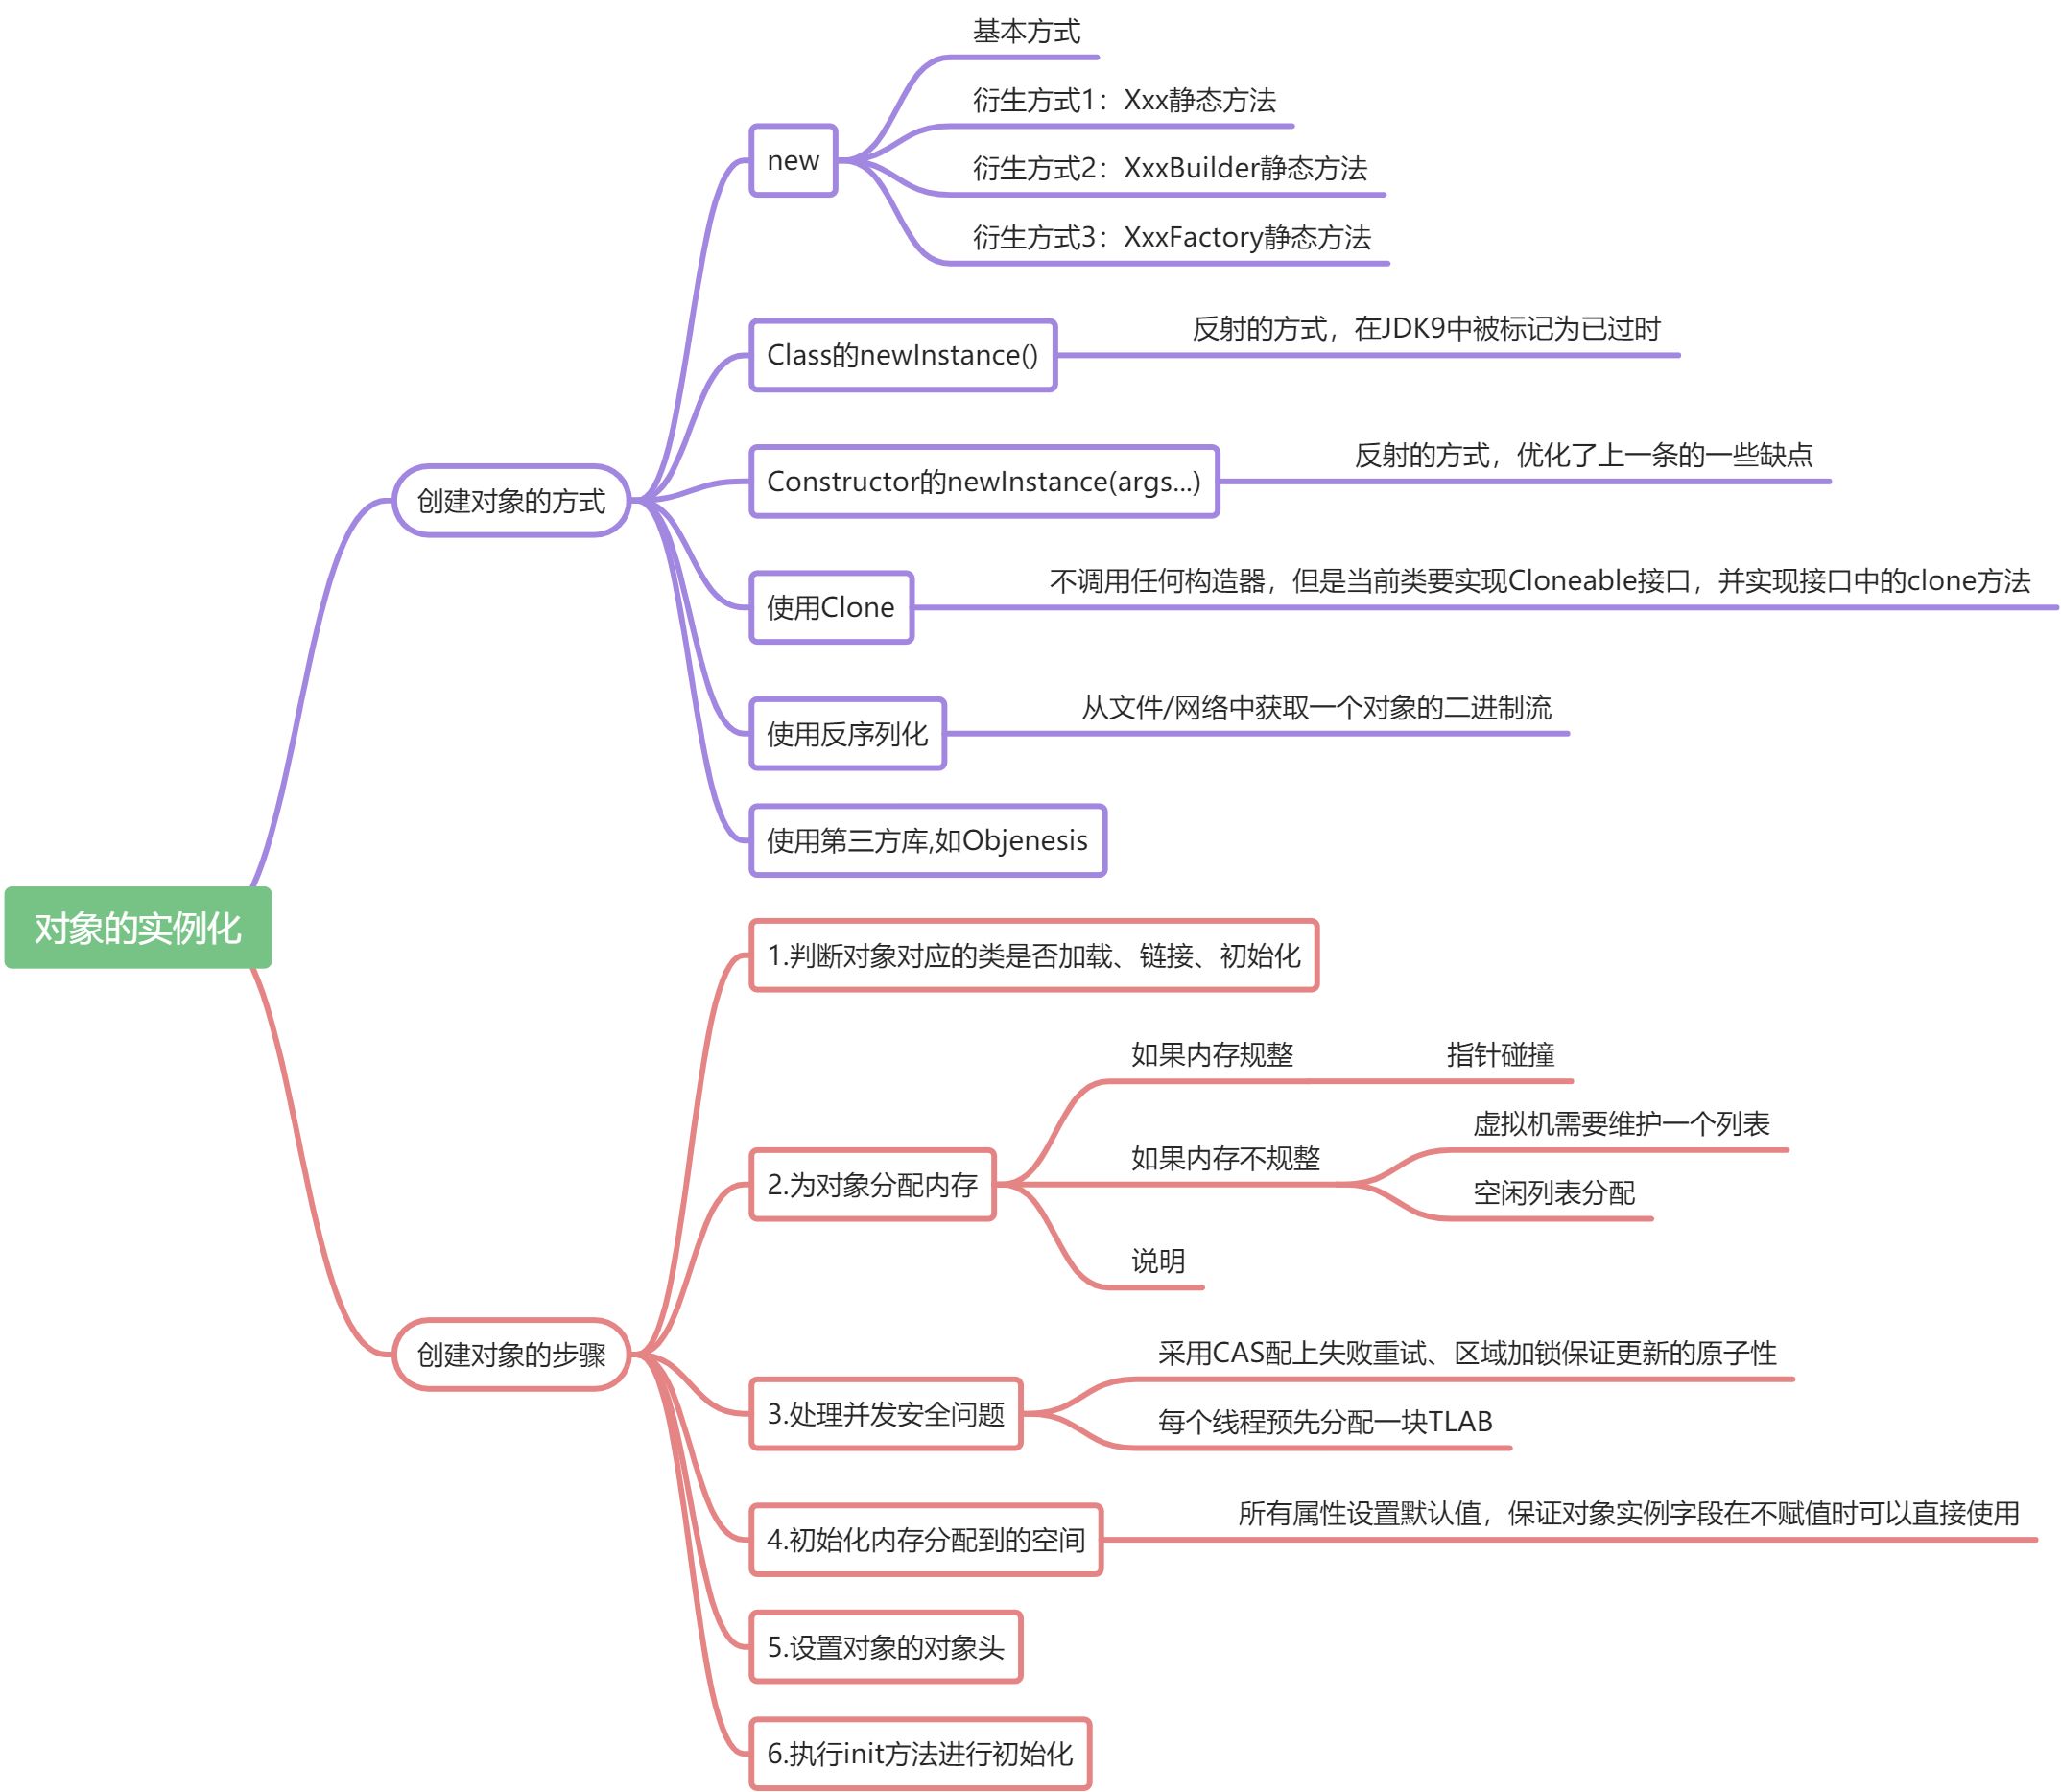 对象的实例化
创建对象的方式
new
基本方式
衍生方式1：Xxx静态方法
衍生方式2：XxxBuilder静态方法
衍生方式3：XxxFactory静态方法
Class的newInstance()
反射的方式，在JDK9中被标记为已过时
Constructor的newInstance(args...)
反射的方式，优化了上一条的一些缺点
使用Clone
不调用任何构造器，但是当前类要实现Cloneable接口，并实现接口中的clone方法
使用反序列化
从文件/网络中获取一个对象的二进制流
使用第三方库,如Objenesis
创建对象的步骤
1.判断对象对应的类是否加载、链接、初始化
2.为对象分配内存
如果内存规整
指针碰撞
如果内存不规整
虚拟机需要维护一个列表
空闲列表分配
说明
3.处理并发安全问题
采用CAS配上失败重试、区域加锁保证更新的原子性
每个线程预先分配一块TLAB
4.初始化内存分配到的空间
所有属性设置默认值，保证对象实例字段在不赋值时可以直接使用
5.设置对象的对象头
6.执行init方法进行初始化